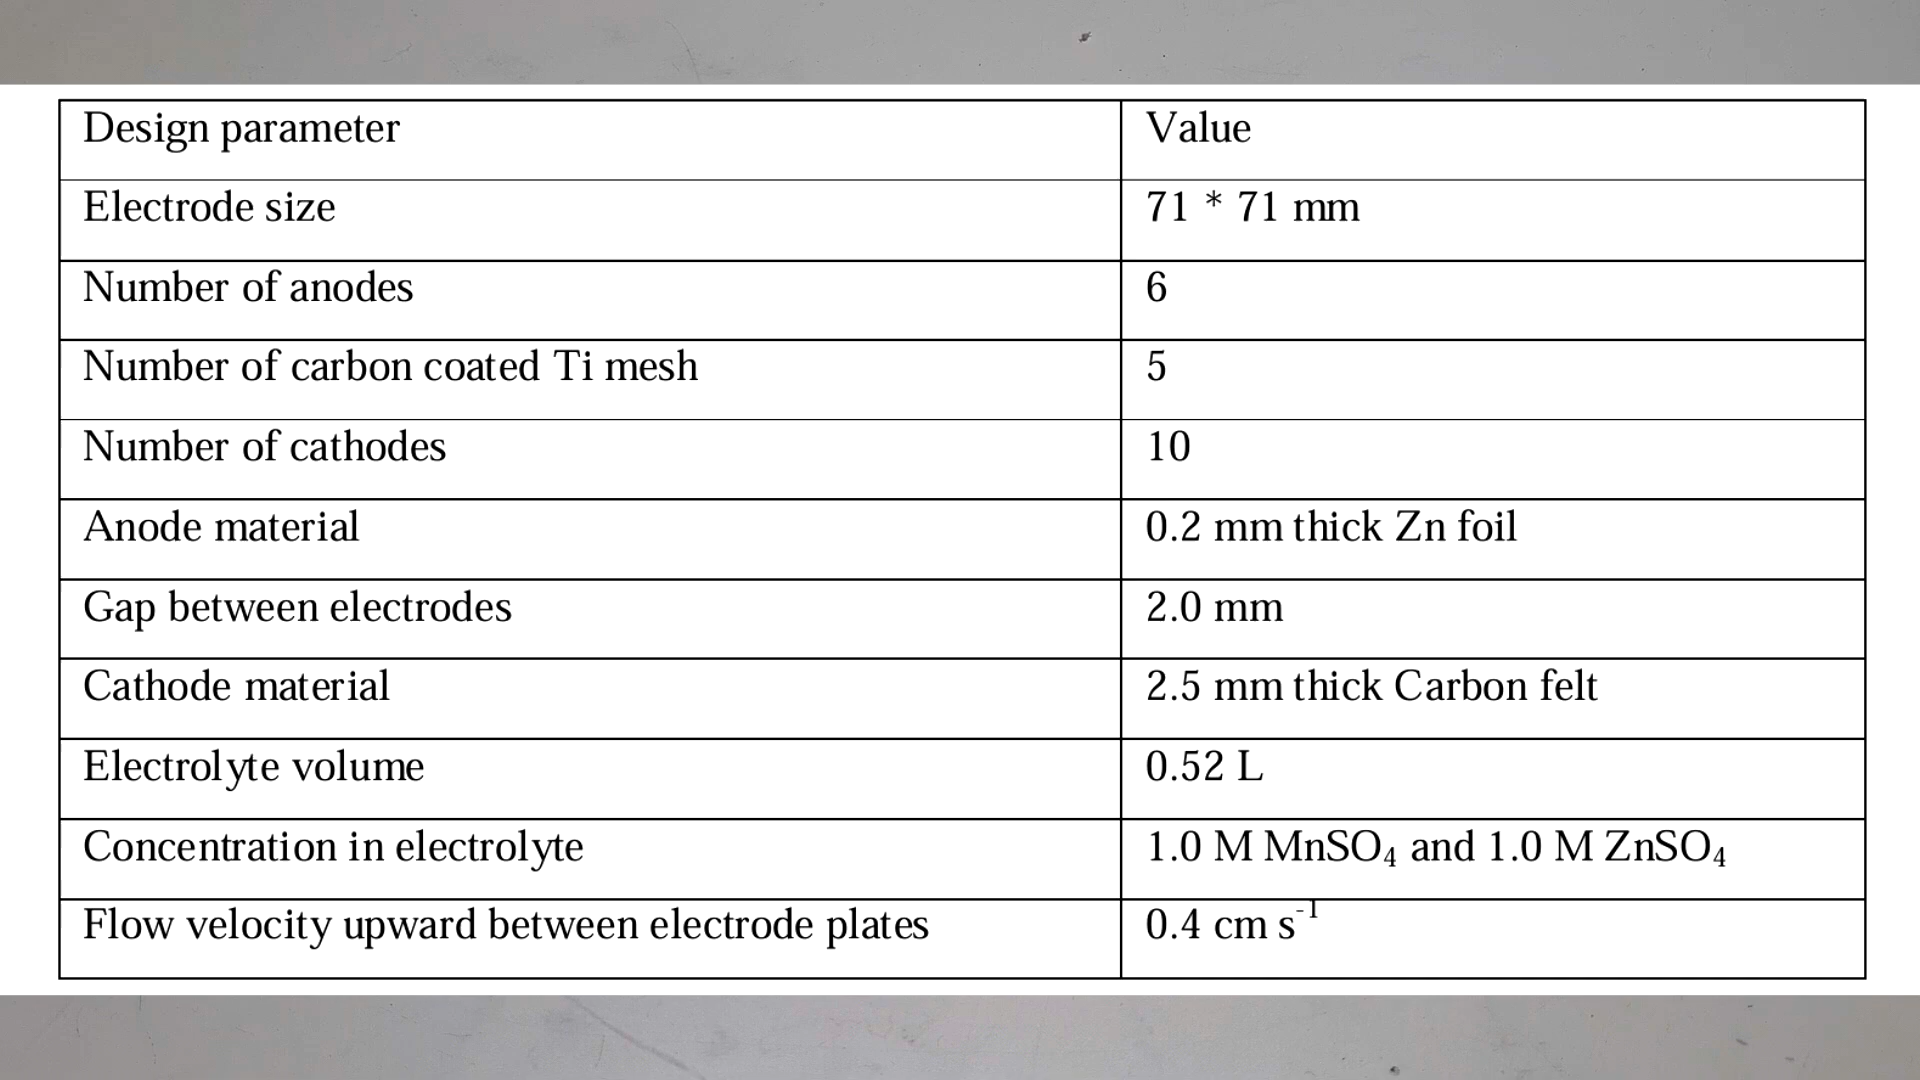 Design parameter Value
Electrode size 71 * 71 mm
Number of anodes 6
Number of carbon coated Ti mesh 5
Number of cathodes 10
Anode material 0.2 mm thick Zn foil
Gap between electrodes 2.0 mm
Cathode material 2.5 mm thick Carbon felt
Electrolyte volume 0.52 L
Concentration in electrolyte 1.0 M MnSO₄ and 1.0 M ZnSO₄
Flow velocity upward between electrode plates 0.4 cm s⁻¹